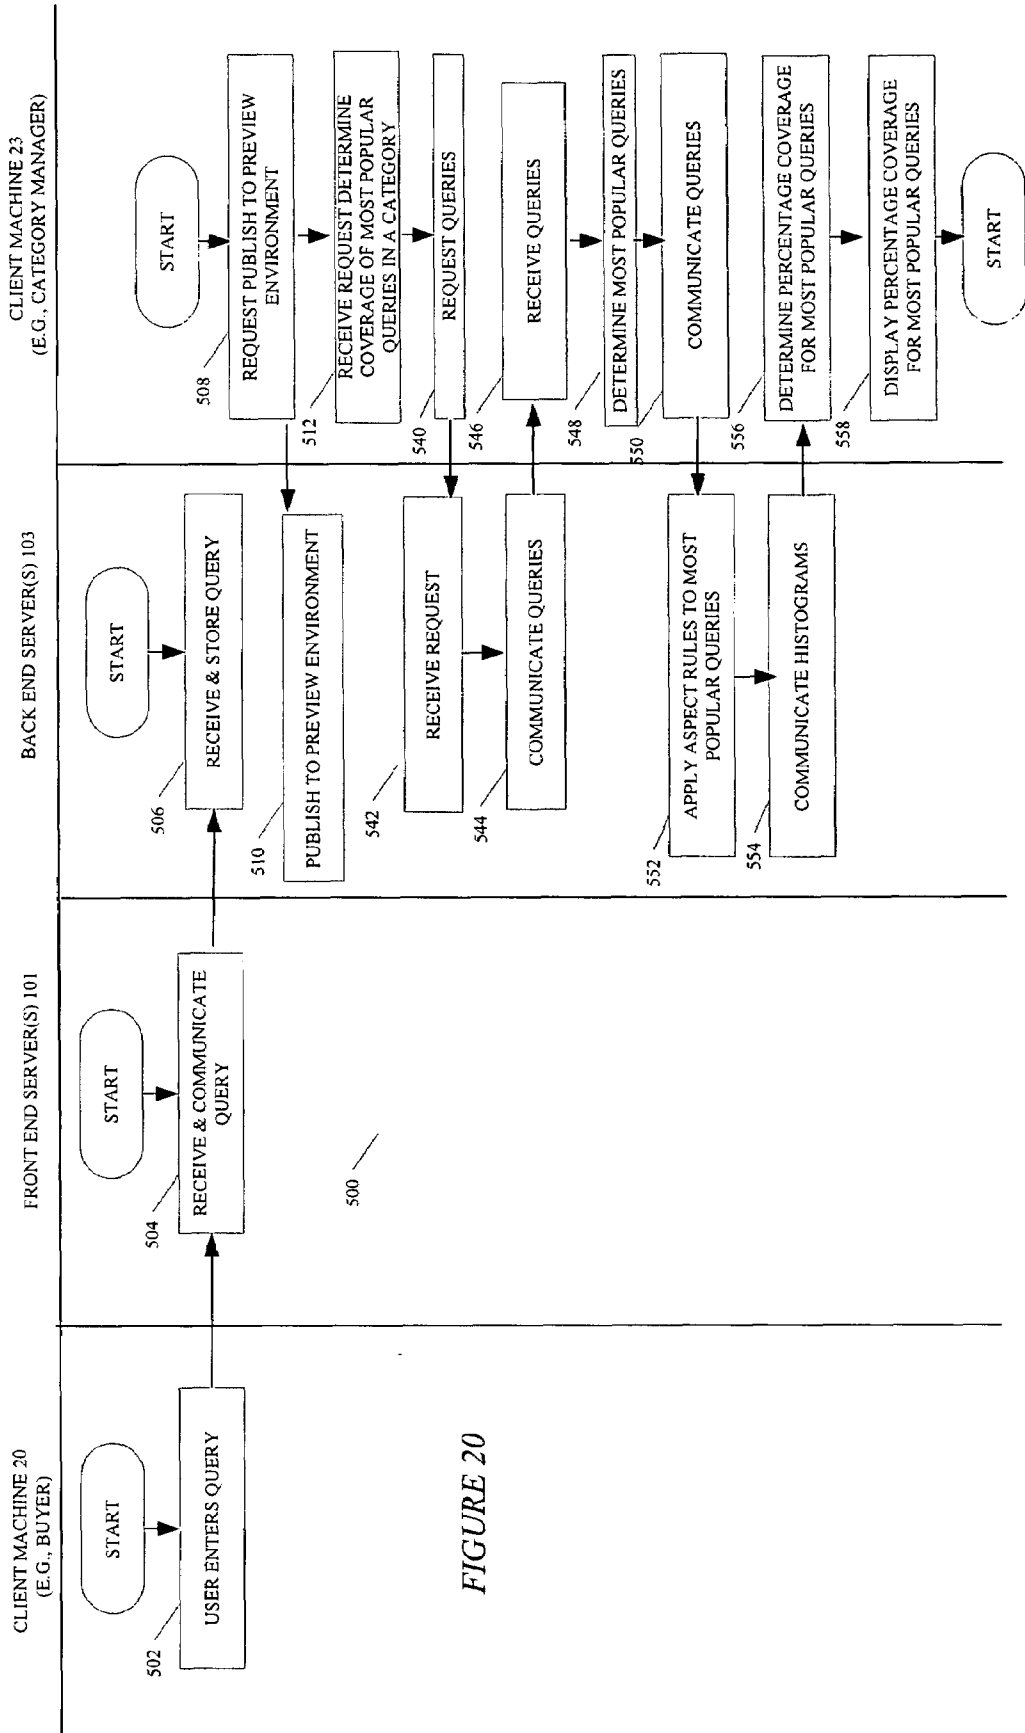 CLIENT MACHINE 20
(E.G., BUYER)
START
USER ENTERS QUERY
502
FRONT END SERVER(S) 101
START
RECEIVE & COMMUNICATE
QUERY
504
500
BACK END SERVER(S) 103
START
RECEIVE & STORE QUERY
506
PUBLISH TO PREVIEW ENVIRONMENT
510
RECEIVE REQUEST
542
COMMUNICATE QUERIES
544
APPLY ASPECT RULES TO MOST
POPULAR QUERIES
552
COMMUNICATE HISTOGRAMS
554
CLIENT MACHINE 23
(E.G., CATEGORY MANAGER)
START
REQUEST PUBLISH TO PREVIEW
ENVIRONMENT
508
RECEIVE REQUEST DETERMINE
COVERAGE OF MOST POPULAR
QUERIES IN A CATEGORY
512
REQUEST QUERIES
540
RECEIVE QUERIES
546
DETERMINE MOST POPULAR QUERIES
548
COMMUNICATE QUERIES
550
DETERMINE PERCENTAGE COVERAGE
FOR MOST POPULAR QUERIES
556
DISPLAY PERCENTAGE COVERAGE
FOR MOST POPULAR QUERIES
558
START
FIGURE 20